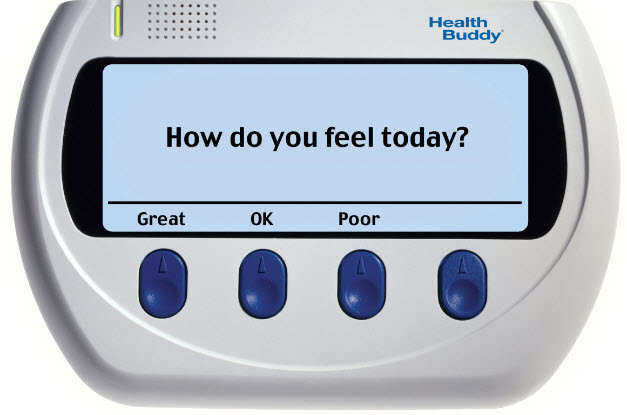 Health
Buddy
How do you feel today?
Great OK Poor